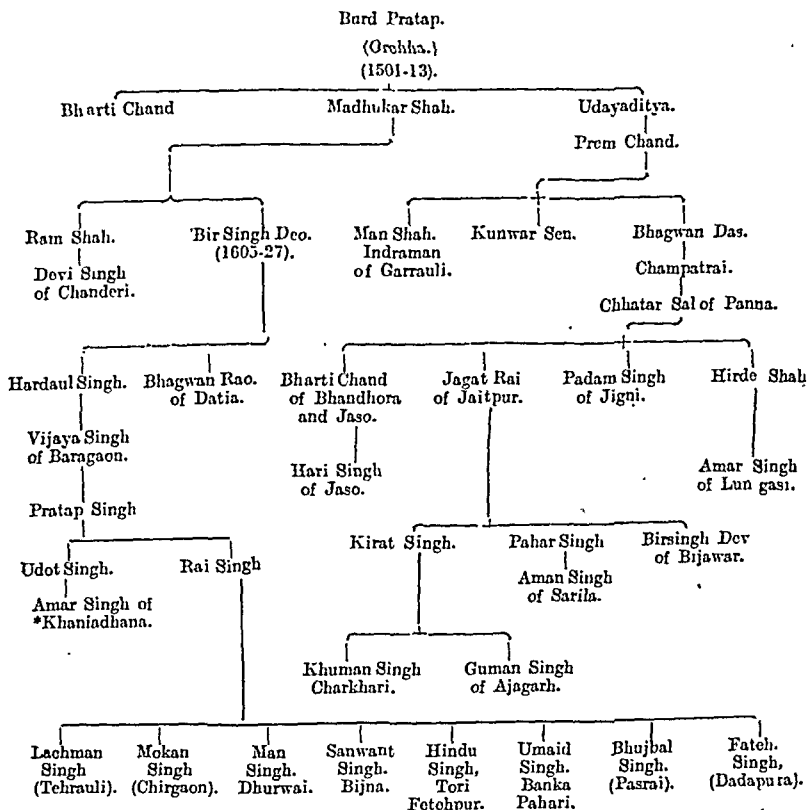 Burd Pratap.
(Orchha.)
(1501-13).
Bharti Chand Madhukar Shah. Udayaditya.
Prem Chand.
Ram Shah. Bir Singh Deo. Man Shah. Kunwar Sen. Bhagwan Das.
(1605-27). Indraman
Devi Singh of Garrauli. Champatrai.
of Chanderi.
Chhatar Sal of Panna.
Hardaul Singh. Bhagwan Rao. Bharti Chand Jagat Rai Padam Singh Hirde Shah
of Datia. of Bhandhora of Jaitpur. of Jigni.
and Jaso.
Vijaya Singh
of Baragaon.
Hari Singh Amar Singh
of Jaso. of Lungasi.
Pratap Singh
Kirat Singh. Pahar Singh Birsingh Dev
of Bijawar.
Udot Singh. Rai Singh
Aman Singh
of Sarila.
Amar Singh of
*Khaniadhana.
Khuman Singh Guman Singh
Charkhari. of Ajagarh.
Lachman Mokan Man Sanwant Hindu Umaid Bhujbal Fateh.
Singh Singh Singh. Singh. Singh, Singh. Singh. Singh,
(Tehrauli). (Chirgaon). Dhurwai. Bijna. Tori Banka (Pasrai). (Dadapura).
Fetehpur. Pahari.